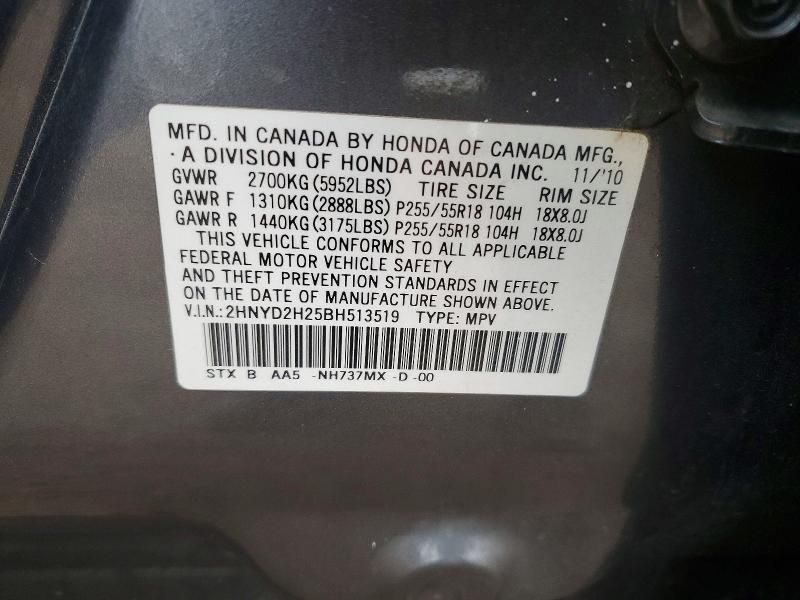 MFD. IN CANADA BY HONDA OF CANADA MFG.,
·A DIVISION OF HONDA CANADA INC. 11/'10
GVWR 2700KG(5952LBS) TIRE SIZE RIM SIZE
GAWR F 1310KG(2888LBS) P255/55R18 104H 18X8.0J
GAWR R 1440KG(3175LBS) P255/55R18 104H 18X8.0J
THIS VEHICLE CONFORMS TO ALL APPLICABLE
FEDERAL MOTOR VEHICLE SAFETY
AND THEFT PREVENTION STANDARDS IN EFFECT
ON THE DATE OF MANUFACTURE SHOWN ABOVE.
V.I.N.:2HNYD2H25BH513519 TYPE: MPV
STX B AA5 -NH737MX -D -00